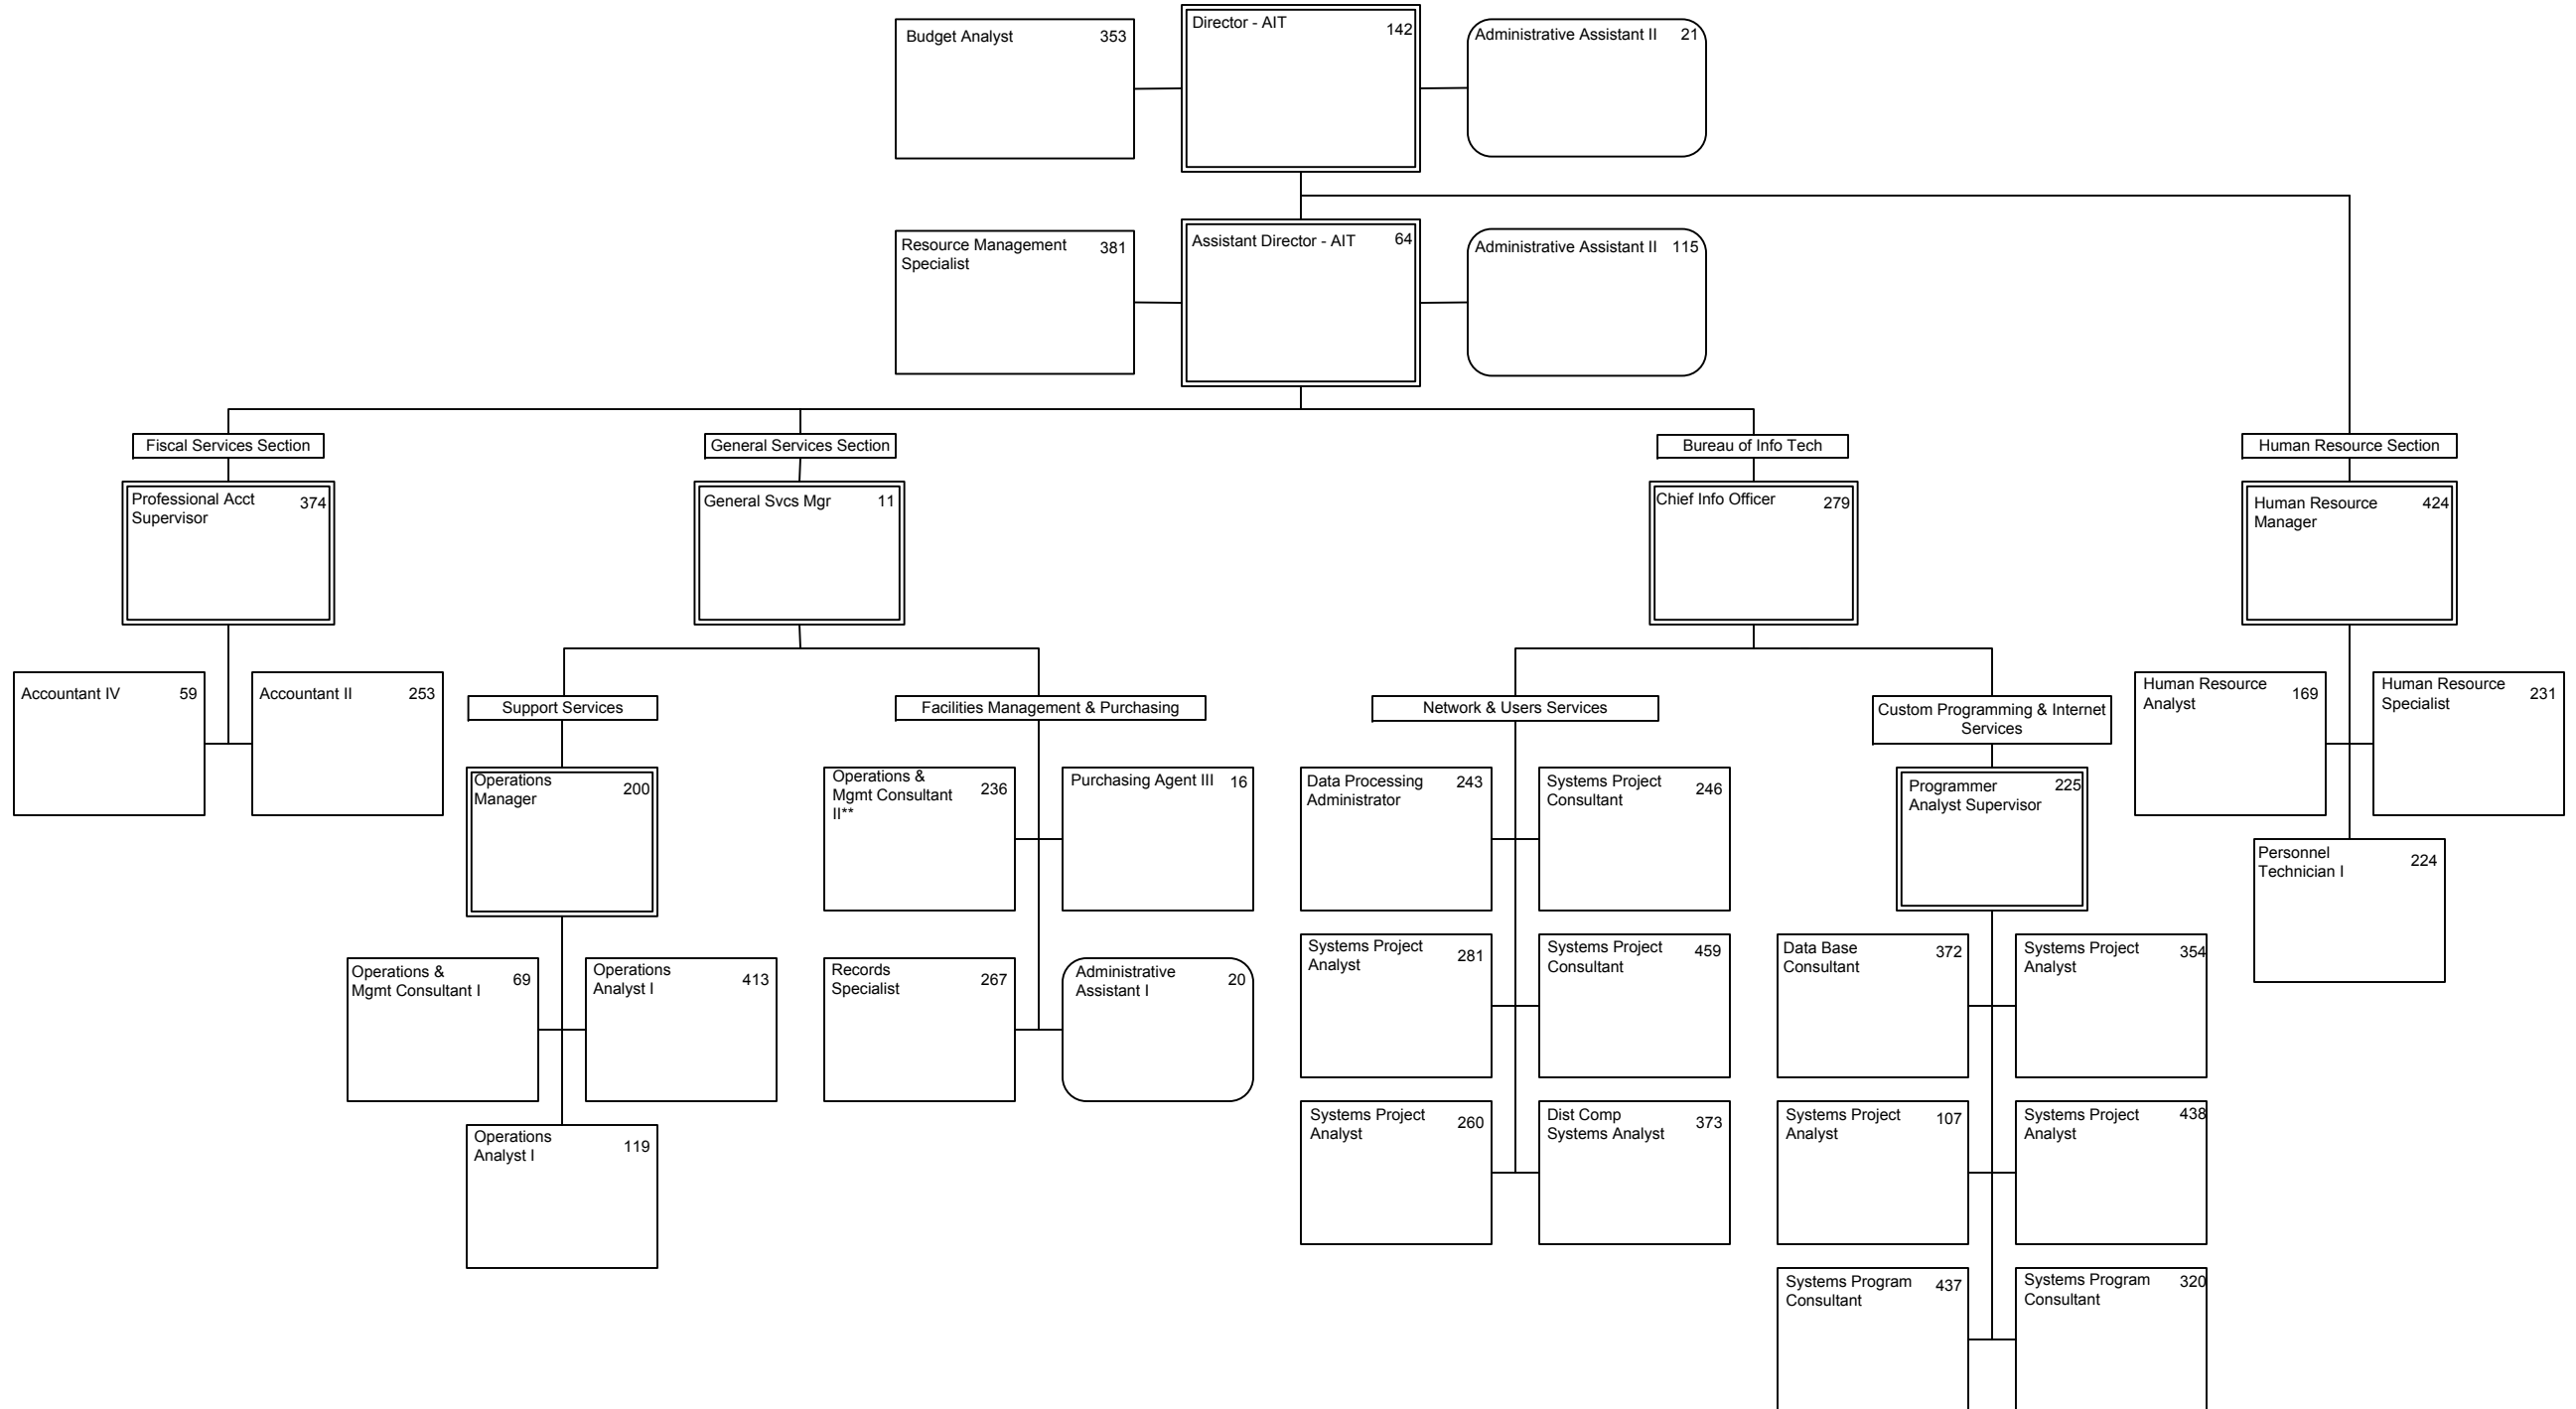 Budget Analyst 353
Director - AIT 142
Administrative Assistant II 21
Resource Management 381
Specialist
Assistant Director - AIT 64
Administrative Assistant II 115
Fiscal Services Section
General Services Section
Bureau of Info Tech
Human Resource Section
Professional Acct 374
Supervisor
General Svcs Mgr 11
Chief Info Officer 279
Human Resource 424
Manager
Accountant IV 59
Accountant II 253
Support Services
Facilities Management & Purchasing
Network & Users Services
Custom Programming & Internet
Services
Human Resource 169
Analyst
Human Resource 231
Specialist
Operations 200
Manager
Operations & 236
Mgmt Consultant
II**
Purchasing Agent III 16
Data Processing 243
Administrator
Systems Project 246
Consultant
Programmer 225
Analyst Supervisor
Personnel 224
Technician I
Operations & 69
Mgmt Consultant I
Operations 413
Analyst I
Records 267
Specialist
Administrative 20
Assistant I
Systems Project 281
Analyst
Systems Project 459
Consultant
Data Base 372
Consultant
Systems Project 354
Analyst
Operations 119
Analyst I
Systems Project 260
Analyst
Dist Comp 373
Systems Analyst
Systems Project 107
Analyst
Systems Project 438
Analyst
Systems Program 437
Consultant
Systems Program 320
Consultant